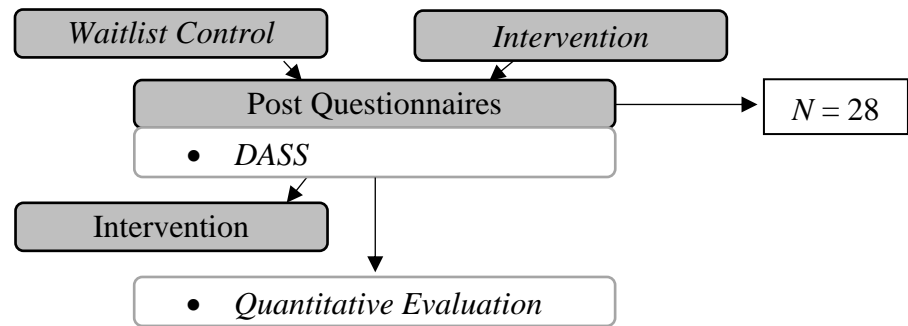 Waitlist Control
Intervention
Post Questionnaires
N = 28
• DASS
Intervention
• Quantitative Evaluation